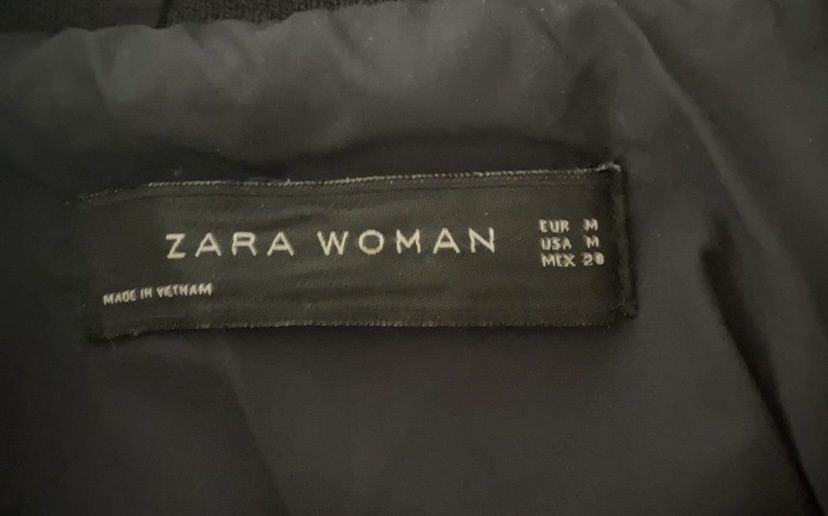 ZARA WOMAN
EUR M
USA M
MEX 28
MADE IN VIETNAM